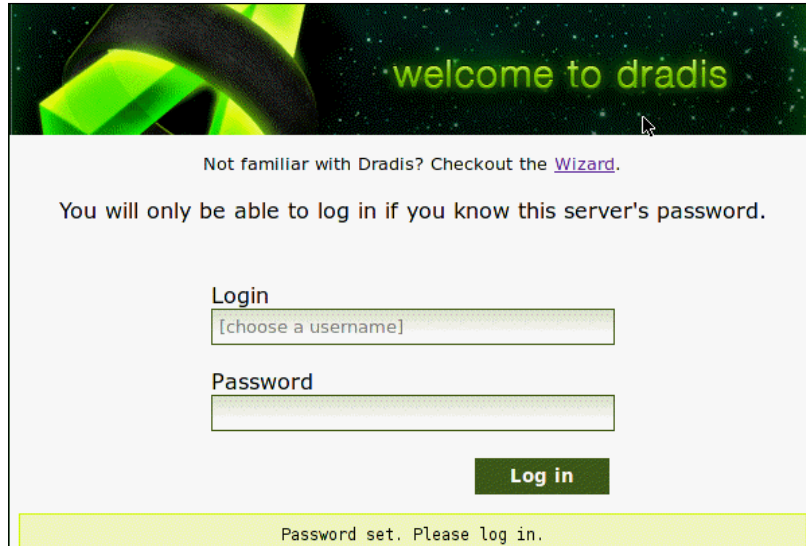 welcome to dradis
Not familiar with Dradis? Checkout the Wizard.
You will only be able to log in if you know this server's password.
Login
[choose a username]
Password
Log in
Password set. Please log in.